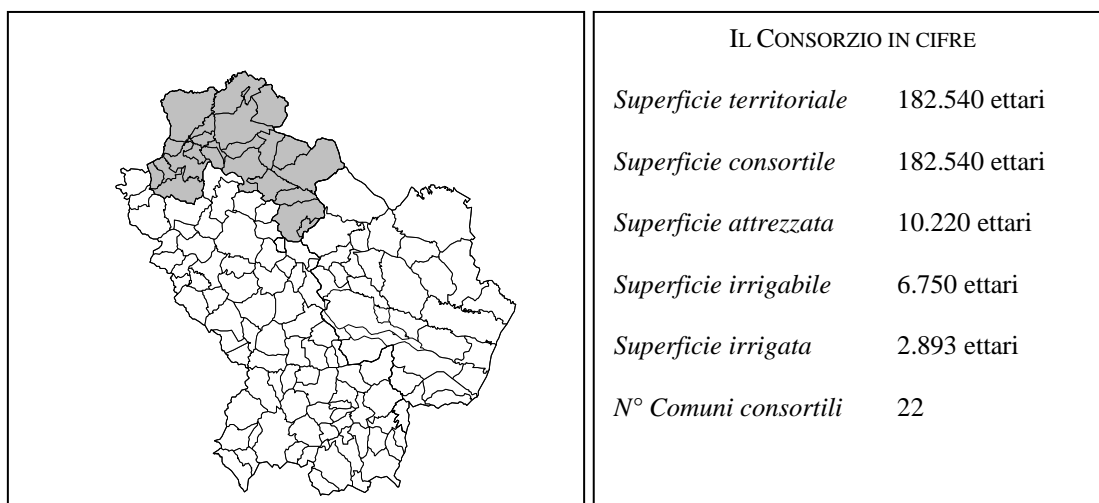 IL CONSORZIO IN CIFRE
Superficie territoriale 182.540 ettari
Superficie consortile 182.540 ettari
Superficie attrezzata 10.220 ettari
Superficie irrigabile 6.750 ettari
Superficie irrigata 2.893 ettari
N° Comuni consortili 22